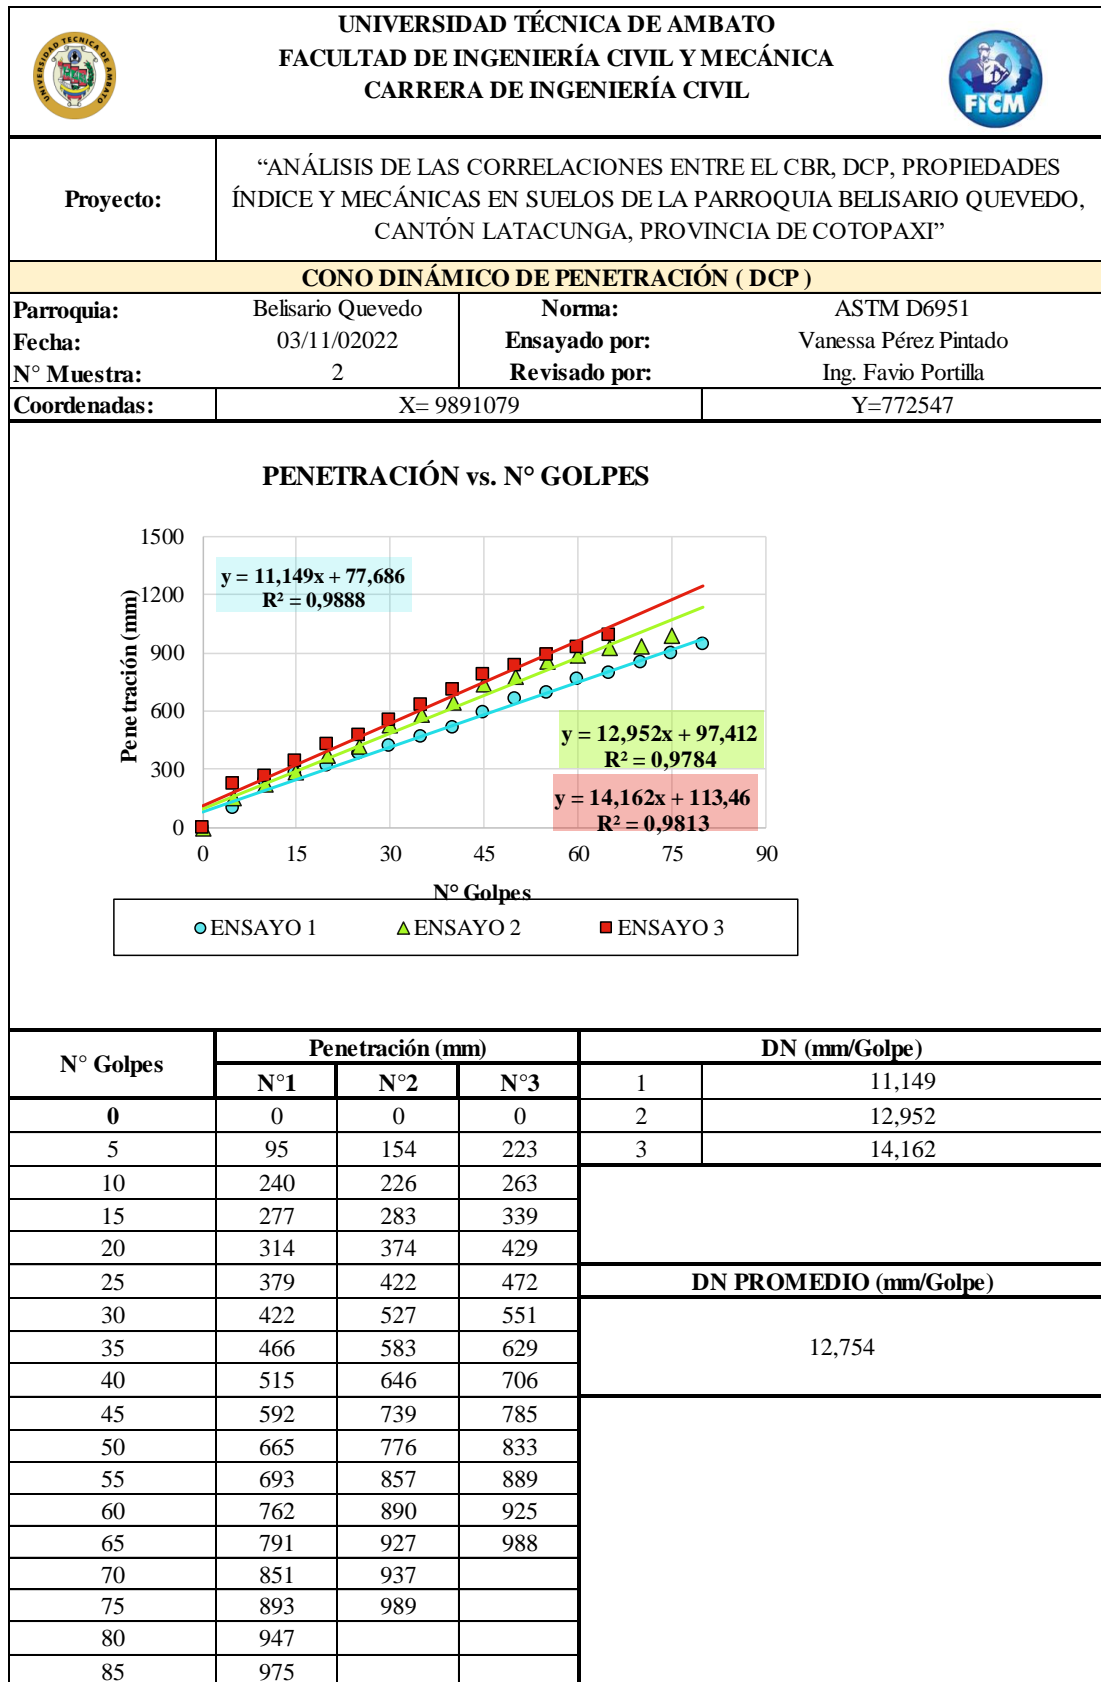 UNIVERSIDAD TÉCNICA DE AMBATO
FACULTAD DE INGENIERÍA CIVIL Y MECÁNICA
CARRERA DE INGENIERÍA CIVIL
UNIVERSIDAD TECNICA DE AMBATO
FICM
Proyecto:
“ANÁLISIS DE LAS CORRELACIONES ENTRE EL CBR, DCP, PROPIEDADES
ÍNDICE Y MECÁNICAS EN SUELOS DE LA PARROQUIA BELISARIO QUEVEDO,
CANTÓN LATACUNGA, PROVINCIA DE COTOPAXI”
CONO DINÁMICO DE PENETRACIÓN ( DCP )
Parroquia: Belisario Quevedo Norma: ASTM D6951
Fecha: 03/11/02022 Ensayado por: Vanessa Pérez Pintado
N° Muestra: 2 Revisado por: Ing. Favio Portilla
Coordenadas: X= 9891079 Y=772547
PENETRACIÓN vs. N° GOLPES
Penetración (mm)
1500
1200
900
600
300
0
y = 11,149x + 77,686
R² = 0,9888
y = 12,952x + 97,412
R² = 0,9784
y = 14,162x + 113,46
R² = 0,9813
0 15 30 45 60 75 90
N° Golpes
ENSAYO 1 ENSAYO 2 ENSAYO 3
N° Golpes Penetración (mm) DN (mm/Golpe)
N°1 N°2 N°3 1 11,149
0 0 0 0 2 12,952
5 95 154 223 3 14,162
10 240 226 263
15 277 283 339
20 314 374 429
25 379 422 472 DN PROMEDIO (mm/Golpe)
30 422 527 551
35 466 583 629 12,754
40 515 646 706
45 592 739 785
50 665 776 833
55 693 857 889
60 762 890 925
65 791 927 988
70 851 937
75 893 989
80 947
85 975